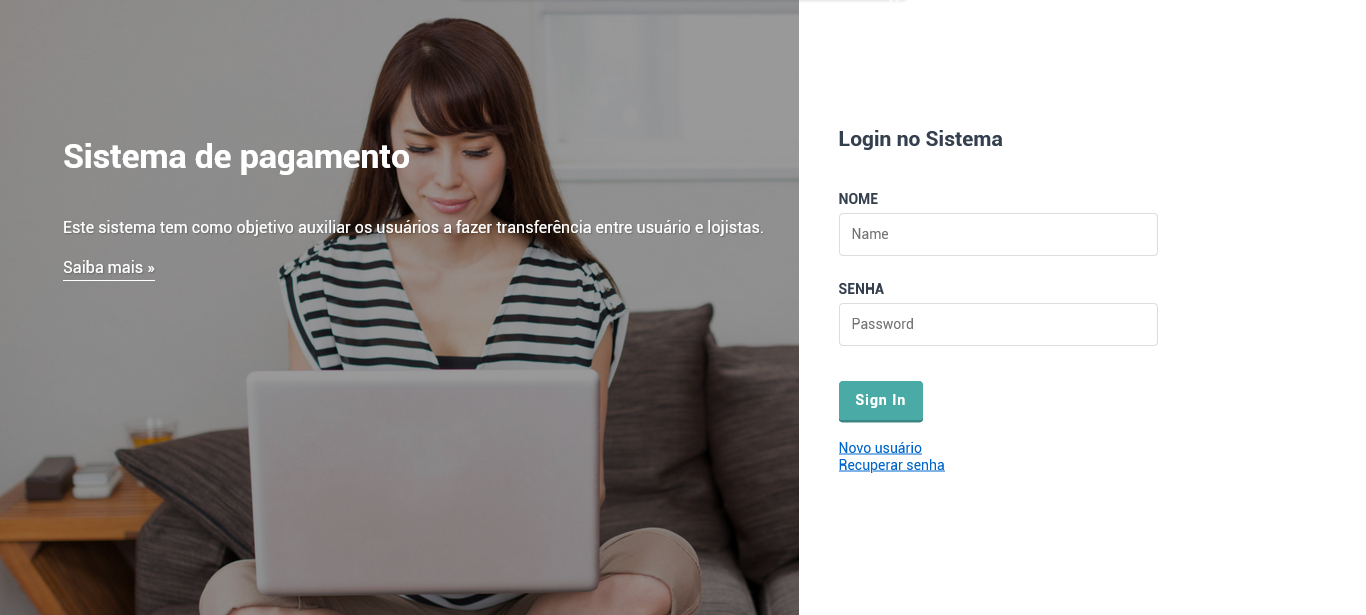 Sistema de pagamento
Este sistema tem como objetivo auxiliar os usuários a fazer transferência entre usuário e lojistas.
Saiba mais »
Login no Sistema
NOME
Name
SENHA
Password
Sign In
Novo usuário
Recuperar senha